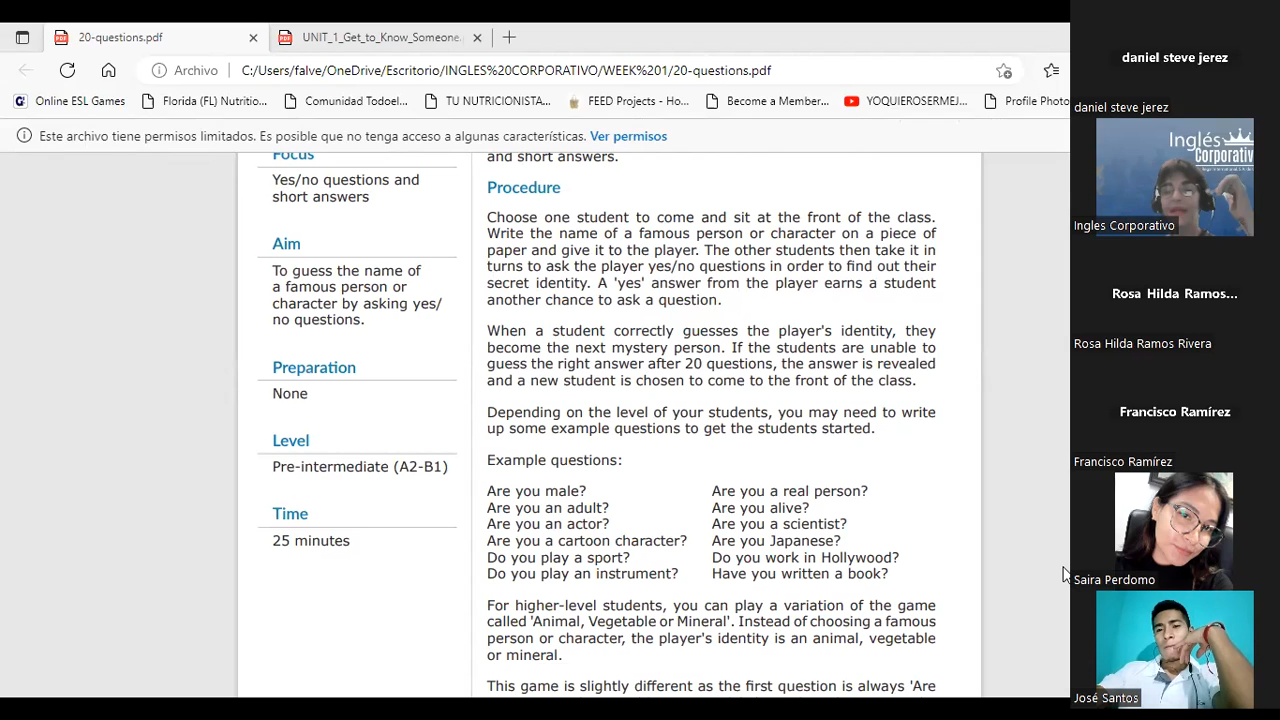 20-questions.pdf
UNIT_1_Get_to_Know_Someone.
Archivo
C:/Users/falve/OneDrive/Escritorio/INGLES%20CORPORATIVO/WEEK%201/20-questions.pdf
Online ESL Games
Florida (FL) Nutritio...
Comunidad Todoel...
TU NUTRICIONISTA...
FEED Projects - Ho...
Become a Member...
YOQUIEROSERMEJ...
Profile Photo
Este archivo tiene permisos limitados. Es posible que no tenga acceso a algunas características. Ver permisos
Focus
Yes/no questions and
short answers
Aim
To guess the name of
a famous person or
character by asking yes/
no questions.
Preparation
None
Level
Pre-intermediate (A2-B1)
Time
25 minutes
and short answers.
Procedure
Choose one student to come and sit at the front of the class.
Write the name of a famous person or character on a piece of
paper and give it to the player. The other students then take it in
turns to ask the player yes/no questions in order to find out their
secret identity. A 'yes' answer from the player earns a student
another chance to ask a question.
When a student correctly guesses the player's identity, they
become the next mystery person. If the students are unable to
guess the right answer after 20 questions, the answer is revealed
and a new student is chosen to come to the front of the class.
Depending on the level of your students, you may need to write
up some example questions to get the students started.
Example questions:
Are you male?
Are you an adult?
Are you an actor?
Are you a cartoon character?
Do you play a sport?
Do you play an instrument?
Are you a real person?
Are you alive?
Are you a scientist?
Are you Japanese?
Do you work in Hollywood?
Have you written a book?
For higher-level students, you can play a variation of the game
called 'Animal, Vegetable or Mineral'. Instead of choosing a famous
person or character, the player's identity is an animal, vegetable
or mineral.
This game is slightly different as the first question is always 'Are
daniel steve jerez
daniel steve jerez
Inglés
Corporativ
Ingles Corporativo
Rosa Hilda Ramos...
Rosa Hilda Ramos Rivera
Francisco Ramírez
Francisco Ramírez
Saira Perdomo
José Santos